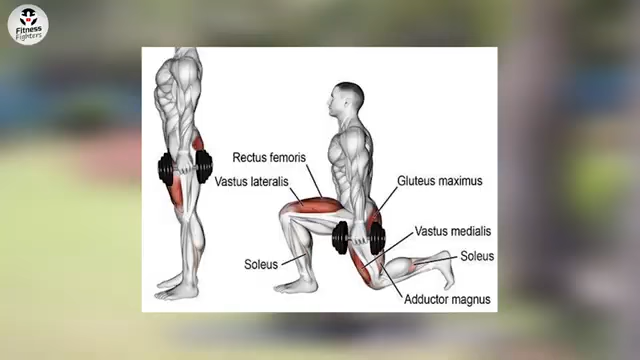 Fitness
Fighters
Rectus femoris
Vastus lateralis
Gluteus maximus
Vastus medialis
Soleus
Soleus
Adductor magnus